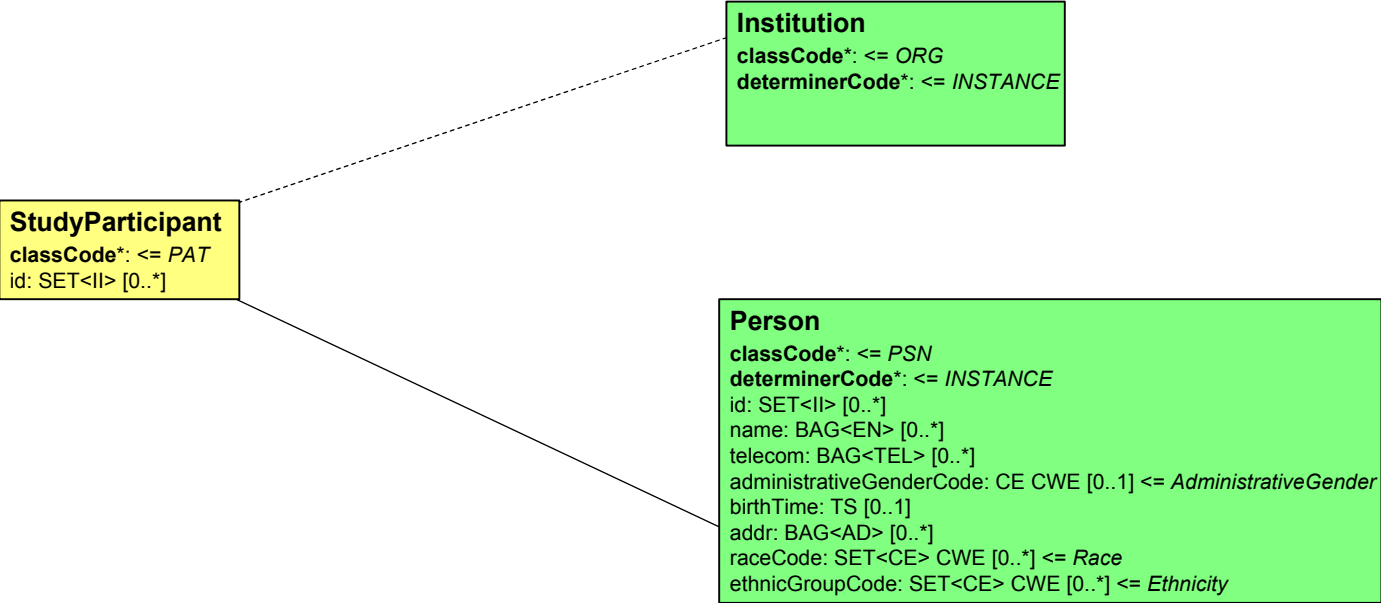 Institution
classCode*: <= ORG
determinerCode*: <= INSTANCE
StudyParticipant
classCode*: <= PAT
id: SET<II> [0..*]
Person
classCode*: <= PSN
determinerCode*: <= INSTANCE
id: SET<II> [0..*]
name: BAG<EN> [0..*]
telecom: BAG<TEL> [0..*]
administrativeGenderCode: CE CWE [0..1] <= AdministrativeGender
birthTime: TS [0..1]
addr: BAG<AD> [0..*]
raceCode: SET<CE> CWE [0..*] <= Race
ethnicGroupCode: SET<CE> CWE [0..*] <= Ethnicity